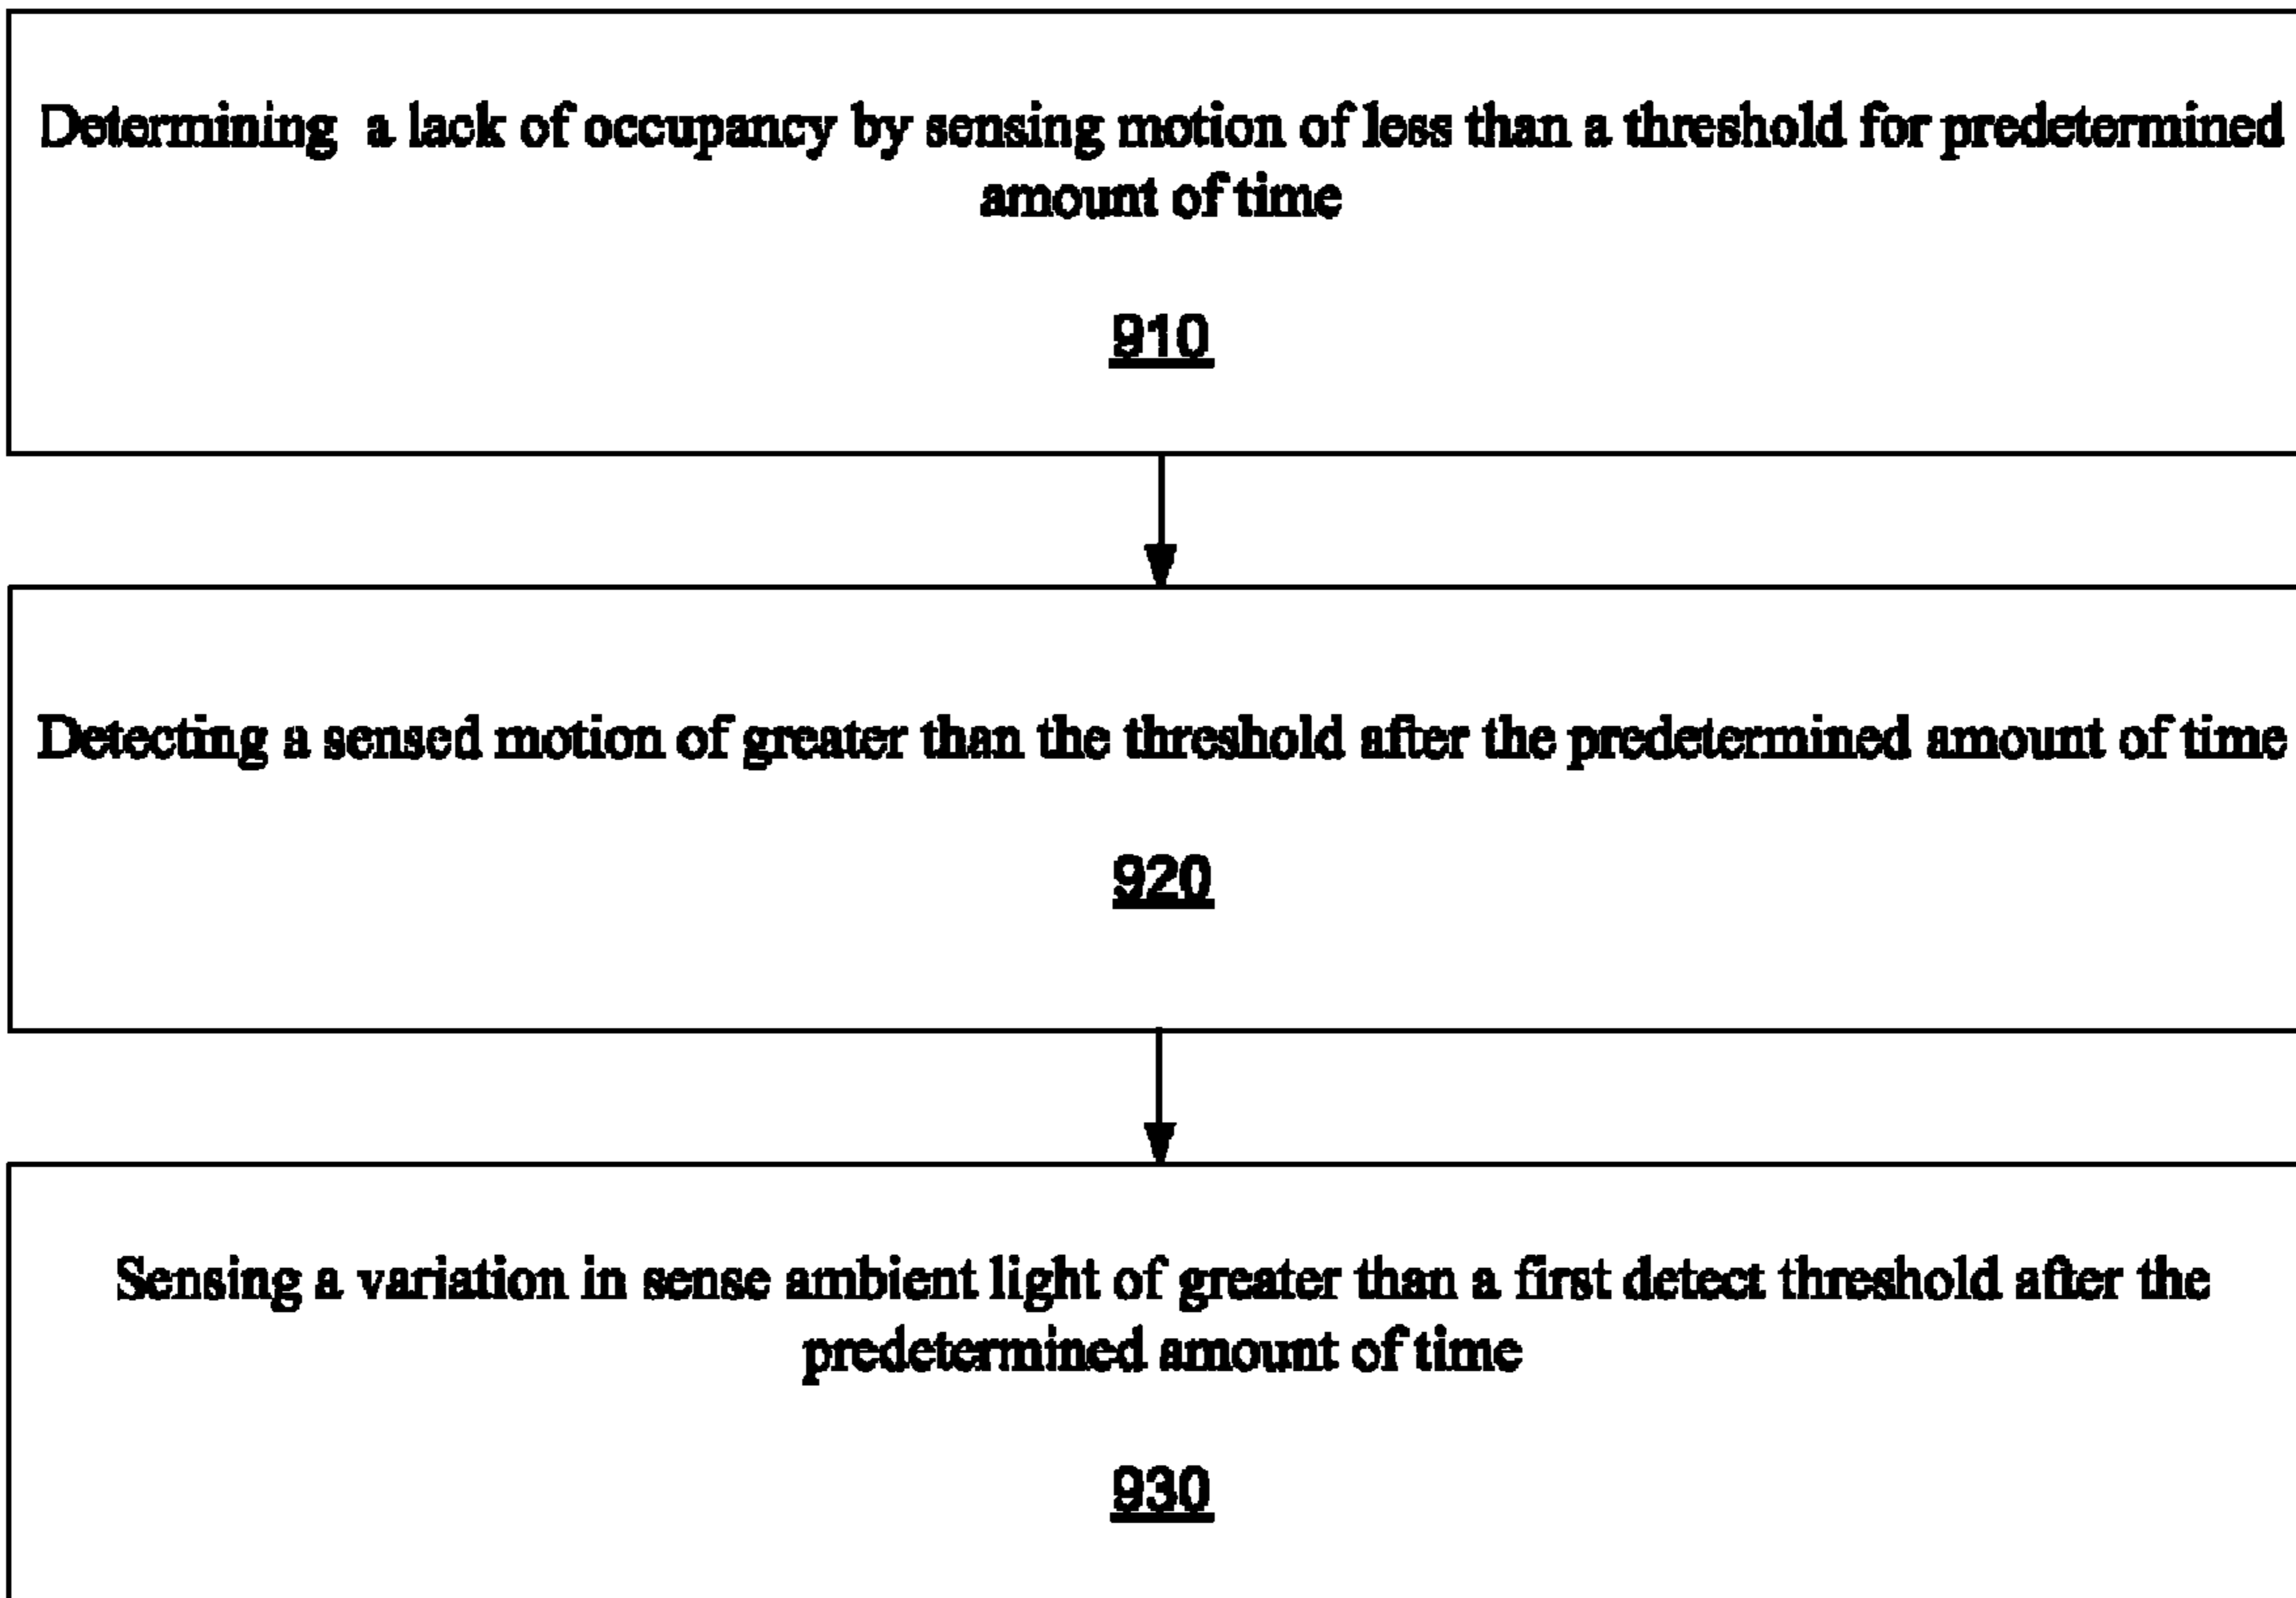 Determining a lack of occupancy by sensing motion of less than a threshold for predetermined
amount of time
910
Detecting a sensed motion of greater than the threshold after the predetermined amount of time
920
Sensing a variation in sense ambient light of greater than a first detect threshold after the
predetermined amount of time
930